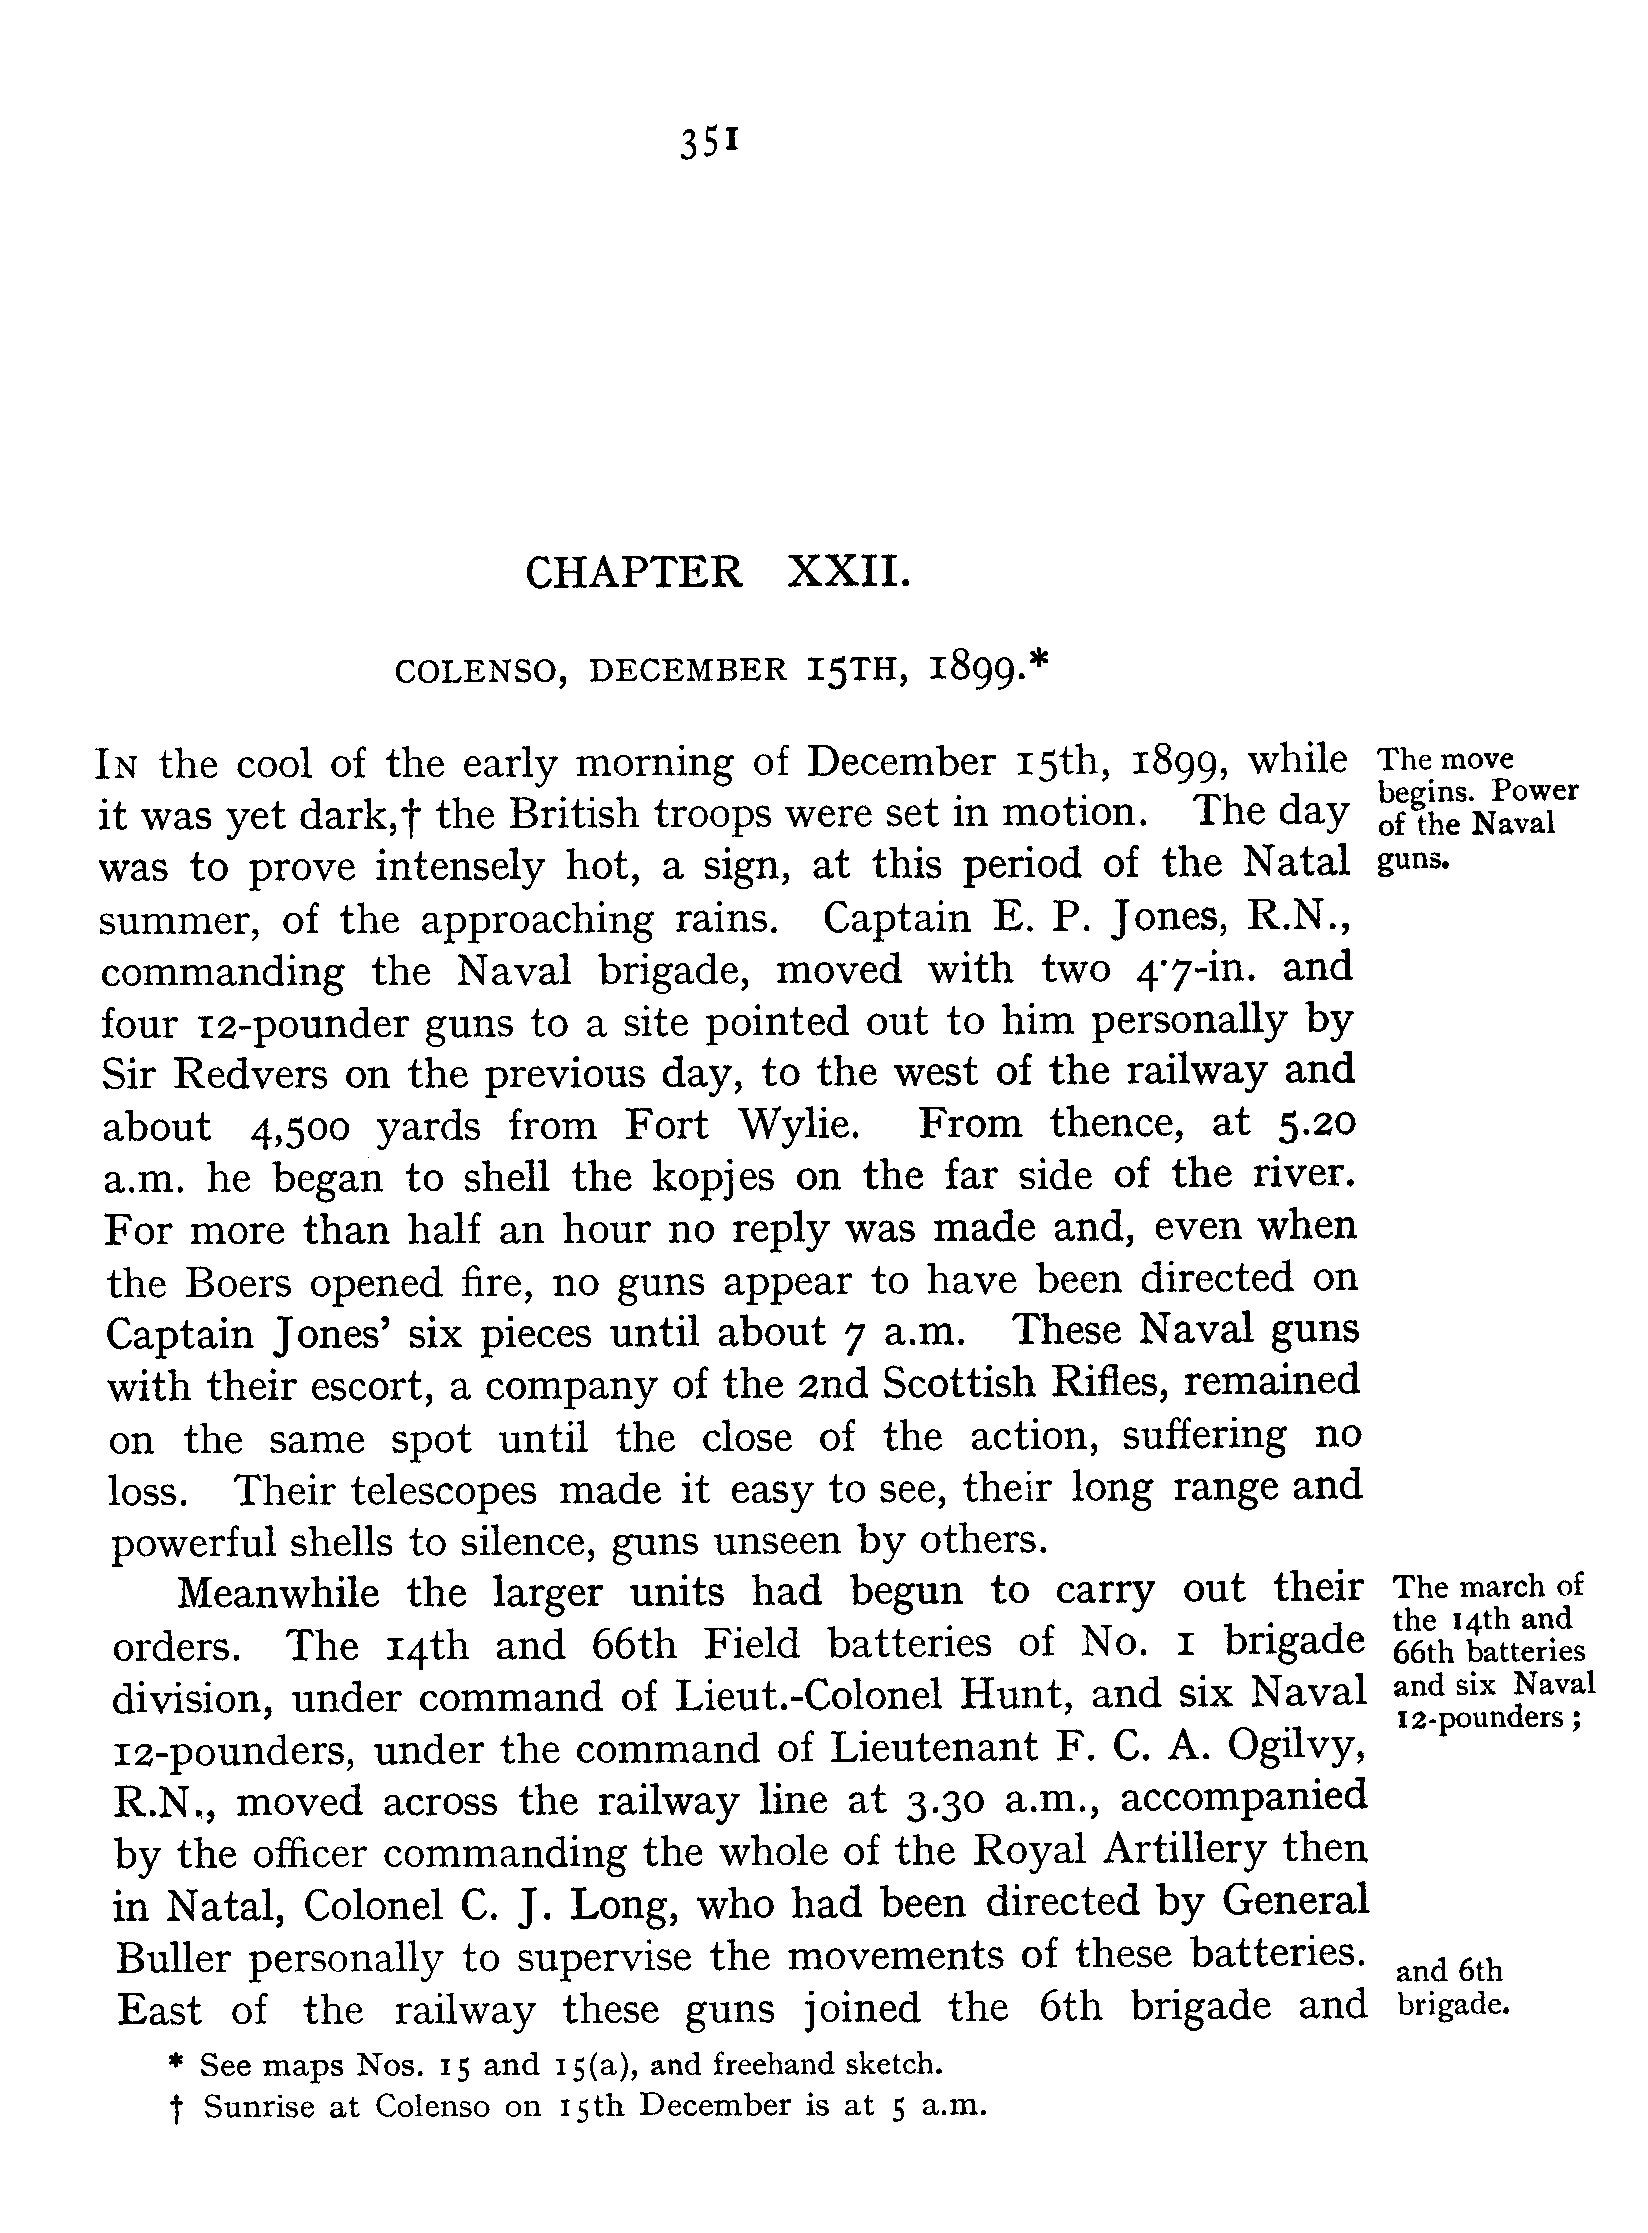 351
CHAPTER XXII.
COLENSO, DECEMBER 15TH, 1899.*
IN the cool of the early morning of December 15th, 1899, while
it was yet dark,† the British troops were set in motion. The day
was to prove intensely hot, a sign, at this period of the Natal
summer, of the approaching rains. Captain E. P. Jones, R.N.,
commanding the Naval brigade, moved with two 4·7-in. and
four 12-pounder guns to a site pointed out to him personally by
Sir Redvers on the previous day, to the west of the railway and
about 4,500 yards from Fort Wylie. From thence, at 5.20
a.m. he began to shell the kopjes on the far side of the river.
For more than half an hour no reply was made and, even when
the Boers opened fire, no guns appear to have been directed on
Captain Jones’ six pieces until about 7 a.m. These Naval guns
with their escort, a company of the 2nd Scottish Rifles, remained
on the same spot until the close of the action, suffering no
loss. Their telescopes made it easy to see, their long range and
powerful shells to silence, guns unseen by others.
The move
begins. Power
of the Naval
guns.
Meanwhile the larger units had begun to carry out their
orders. The 14th and 66th Field batteries of No. 1 brigade
division, under command of Lieut.-Colonel Hunt, and six Naval
12-pounders, under the command of Lieutenant F. C. A. Ogilvy,
R.N., moved across the railway line at 3.30 a.m., accompanied
by the officer commanding the whole of the Royal Artillery then
in Natal, Colonel C. J. Long, who had been directed by General
Buller personally to supervise the movements of these batteries.
East of the railway these guns joined the 6th brigade and
The march of
the 14th and
66th batteries
and six Naval
12-pounders ;
and 6th
brigade.
* See maps Nos. 15 and 15(a), and freehand sketch.
† Sunrise at Colenso on 15th December is at 5 a.m.